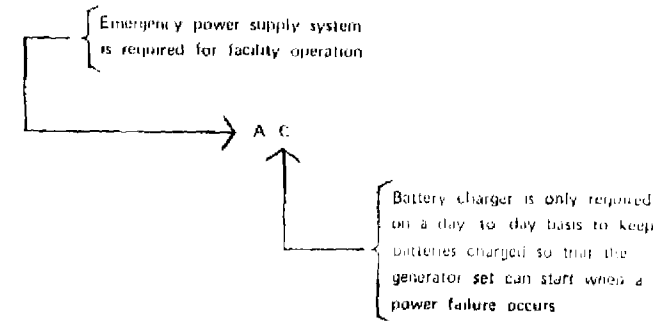 Emergency power supply system
is required for facility operation
A C
Battery charger is only required
on a day to day basis to keep
batteries charged so that the
generator set can start when a
power failure occurs